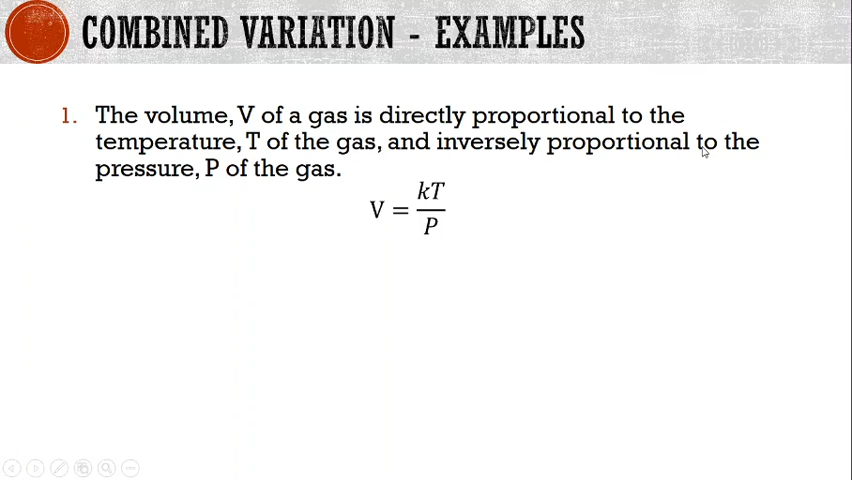 COMBINED VARIATION - EXAMPLES
1. The volume, V of a gas is directly proportional to the
temperature, T of the gas, and inversely proportional to the
pressure, P of the gas.
V = kT/P